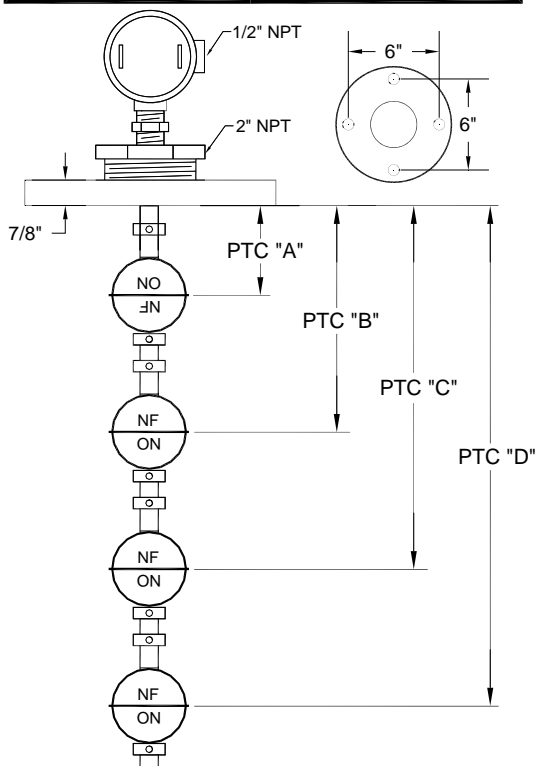 1/2" NPT
6"
2" NPT
6"
7/8"
PTC "A"
NO
NF
PTC "B"
PTC "C"
NF
ON
PTC "D"
NF
ON
NF
ON